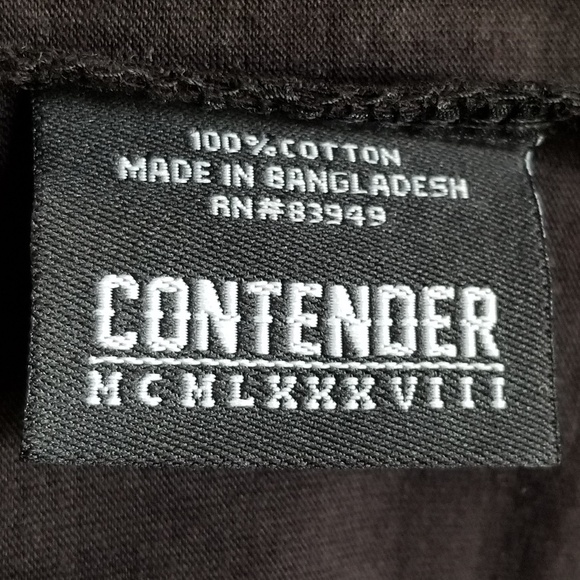 100%COTTON
MADE IN BANGLADESH
RN#83949
CONTENDER
MCMLXXXVIII